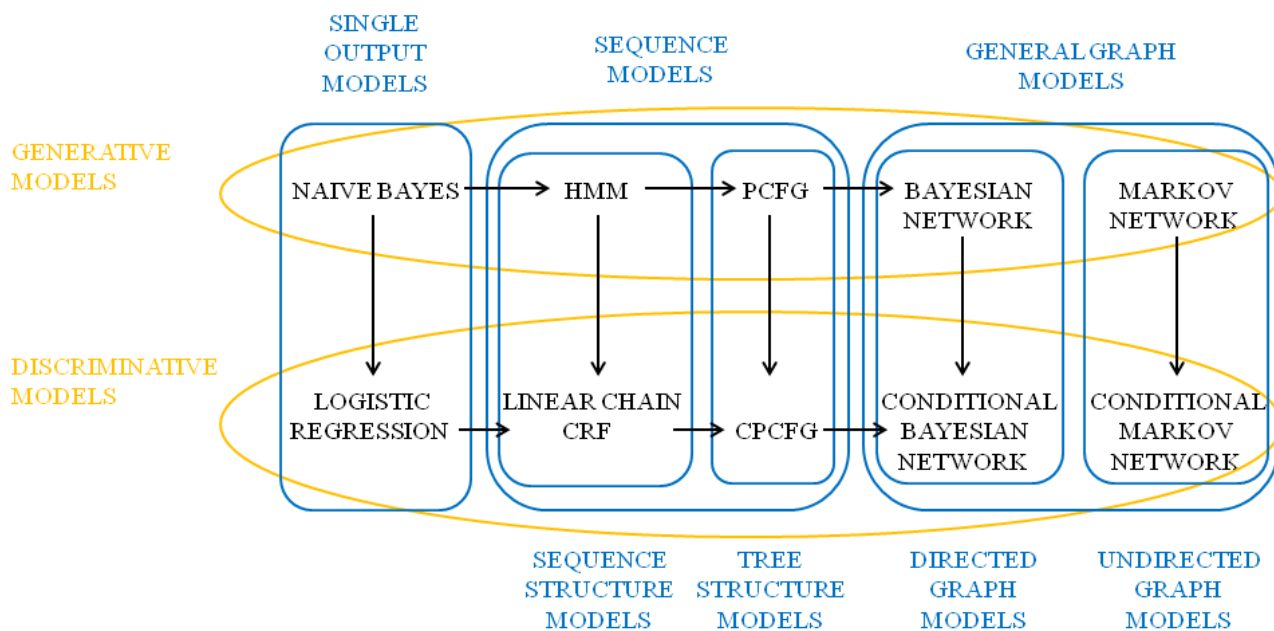 SINGLE
OUTPUT
MODELS
SEQUENCE
MODELS
GENERAL GRAPH
MODELS
GENERATIVE
MODELS
NAIVE BAYES
HMM
PCFG
BAYESIAN
NETWORK
MARKOV
NETWORK
DISCRIMINATIVE
MODELS
LOGISTIC
REGRESSION
LINEAR CHAIN
CRF
CPCFG
CONDITIONAL
BAYESIAN
NETWORK
CONDITIONAL
MARKOV
NETWORK
SEQUENCE
STRUCTURE
MODELS
TREE
STRUCTURE
MODELS
DIRECTED
GRAPH
MODELS
UNDIRECTED
GRAPH
MODELS